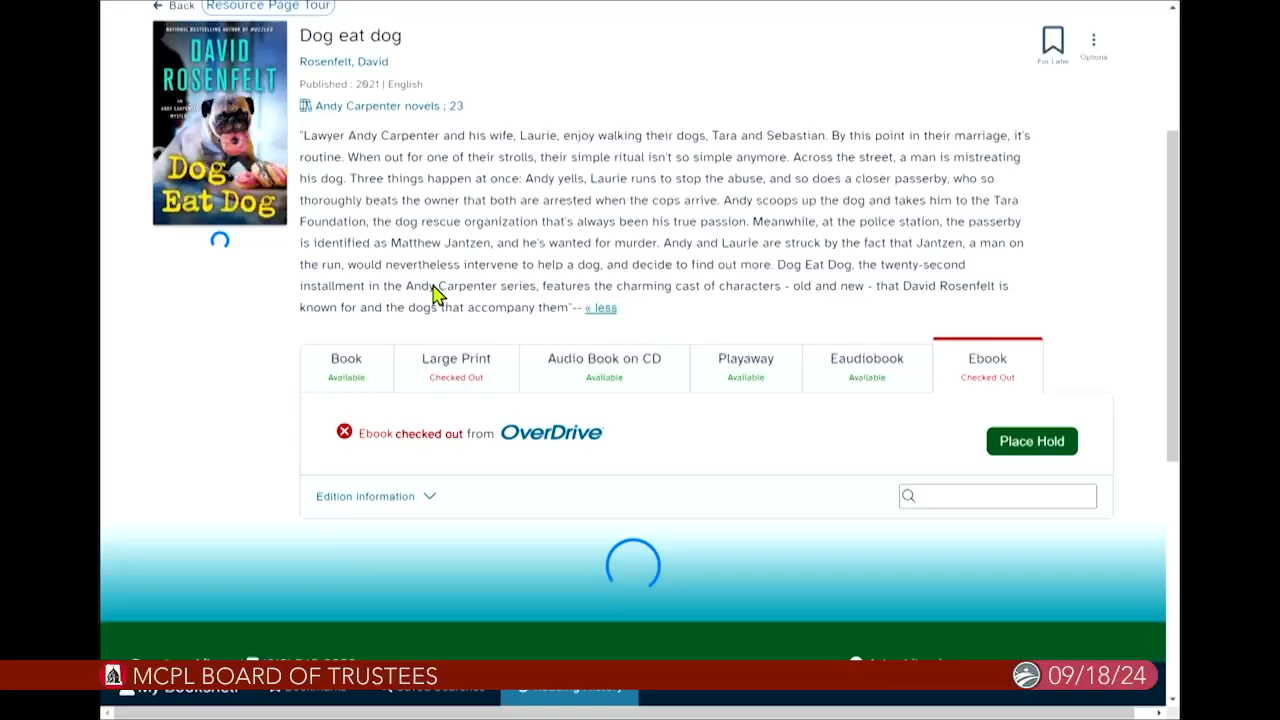 Back
Resource Page Tour
NATIONAL BESTSELLING AUTHOR OF MUZZLED
DAVID
ROSENFELT
AN
ANDY CARPENTER
MYSTERY
Dog
Eat Dog
Dog eat dog
Rosenfelt, David
Published : 2021 | English
Andy Carpenter novels ; 23
For Later
Options
"Lawyer Andy Carpenter and his wife, Laurie, enjoy walking their dogs, Tara and Sebastian. By this point in their marriage, it's
routine. When out for one of their strolls, their simple ritual isn't so simple anymore. Across the street, a man is mistreating
his dog. Three things happen at once: Andy yells, Laurie runs to stop the abuse, and so does a closer passerby, who so
thoroughly beats the owner that both are arrested when the cops arrive. Andy scoops up the dog and takes him to the Tara
Foundation, the dog rescue organization that's always been his true passion. Meanwhile, at the police station, the passerby
is identified as Matthew Jantzen, and he's wanted for murder. Andy and Laurie are struck by the fact that Jantzen, a man on
the run, would nevertheless intervene to help a dog, and decide to find out more. Dog Eat Dog, the twenty-second
installment in the Andy Carpenter series, features the charming cast of characters - old and new - that David Rosenfelt is
known for and the dogs that accompany them"-- « less
Book
Available
Large Print
Checked Out
Audio Book on CD
Available
Playaway
Available
Eaudiobook
Available
Ebook
Checked Out
Ebook checked out from OverDrive
Place Hold
Edition information
MCPL BOARD OF TRUSTEES
09/18/24